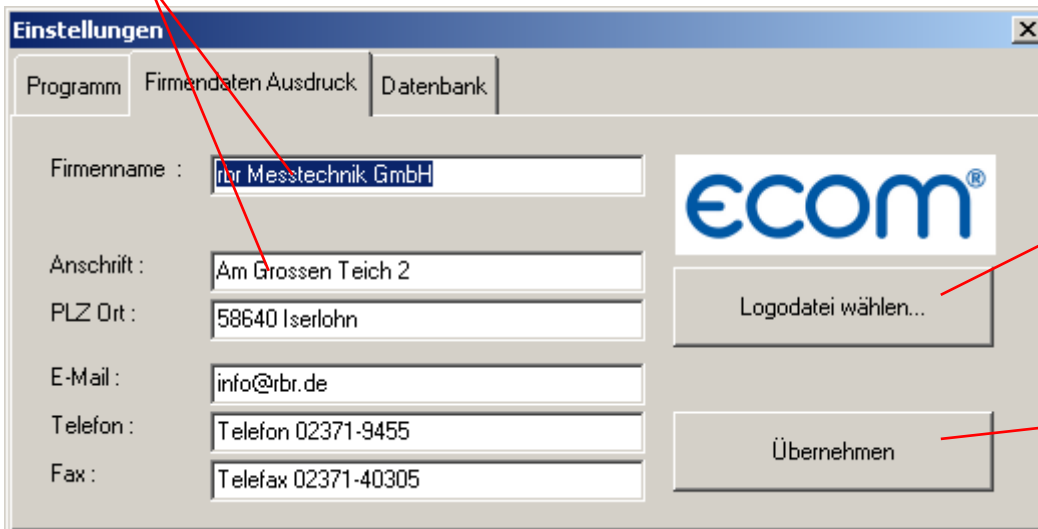 Einstellungen
Programm Firmendaten Ausdruck Datenbank
Firmenname : rbr Messtechnik GmbH
ecom®
Anschrift : Am Grossen Teich 2
PLZ Ort : 58640 Iserlohn
Logodatei wählen...
E-Mail : info@rbr.de
Telefon : Telefon 02371-9455
Übernehmen
Fax : Telefax 02371-40305